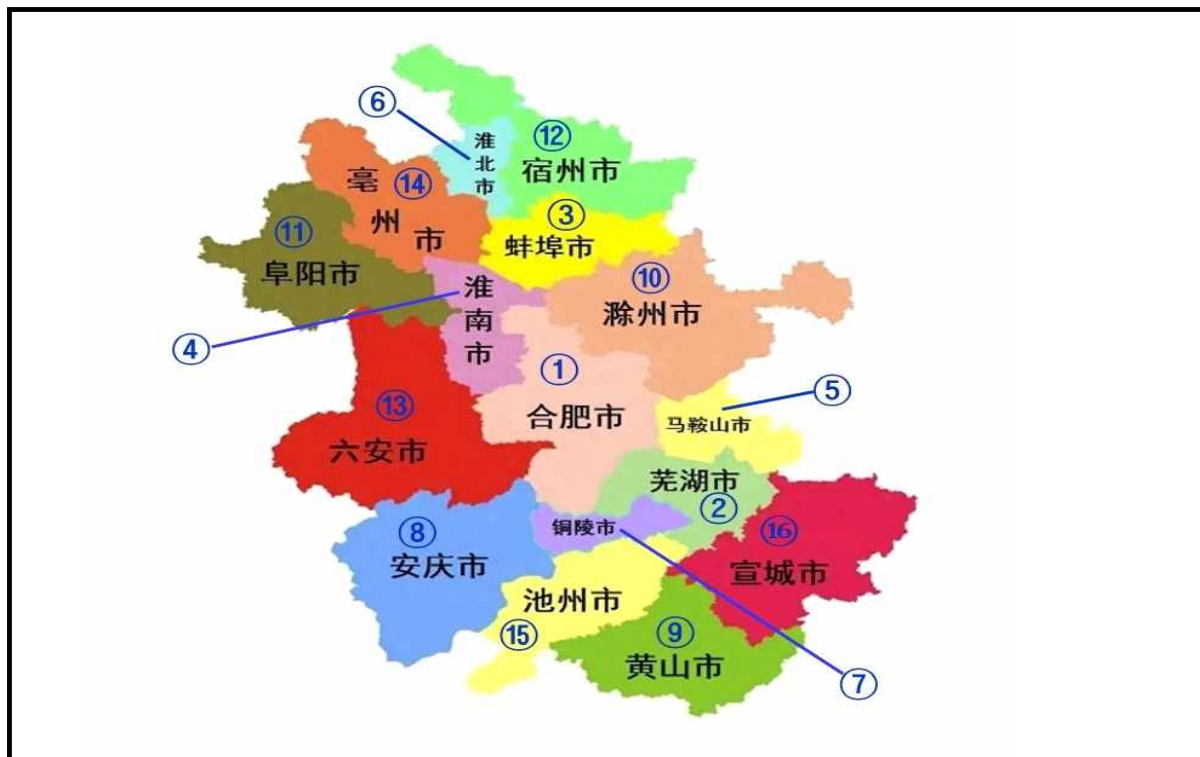 ⑥
淮北市
⑫
宿州市
亳州市
⑭
③
蚌埠市
⑪
阜阳市
⑩
滁州市
淮南市
④
①
合肥市
⑤
马鞍山市
⑬
六安市
芜湖市
②
铜陵市
⑧
安庆市
⑯
宣城市
池州市
⑮
⑨
黄山市
⑦